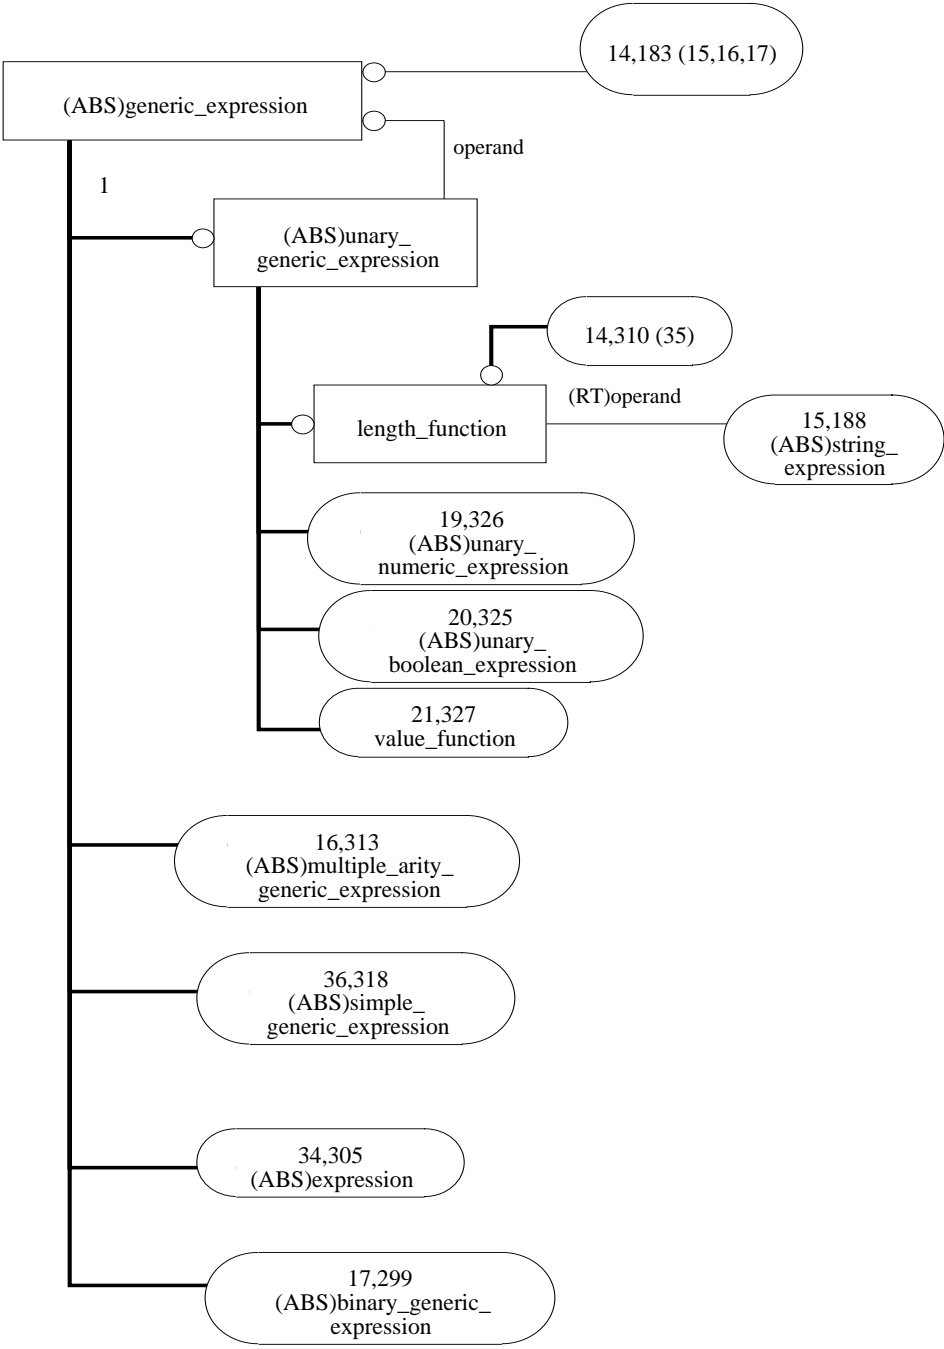 14,183 (15,16,17)
(ABS)generic_expression
operand
1
(ABS)unary_
generic_expression
14,310 (35)
(RT)operand
length_function
15,188
(ABS)string_
expression
19,326
(ABS)unary_
numeric_expression
20,325
(ABS)unary_
boolean_expression
21,327
value_function
16,313
(ABS)multiple_arity_
generic_expression
36,318
(ABS)simple_
generic_expression
34,305
(ABS)expression
17,299
(ABS)binary_generic_
expression